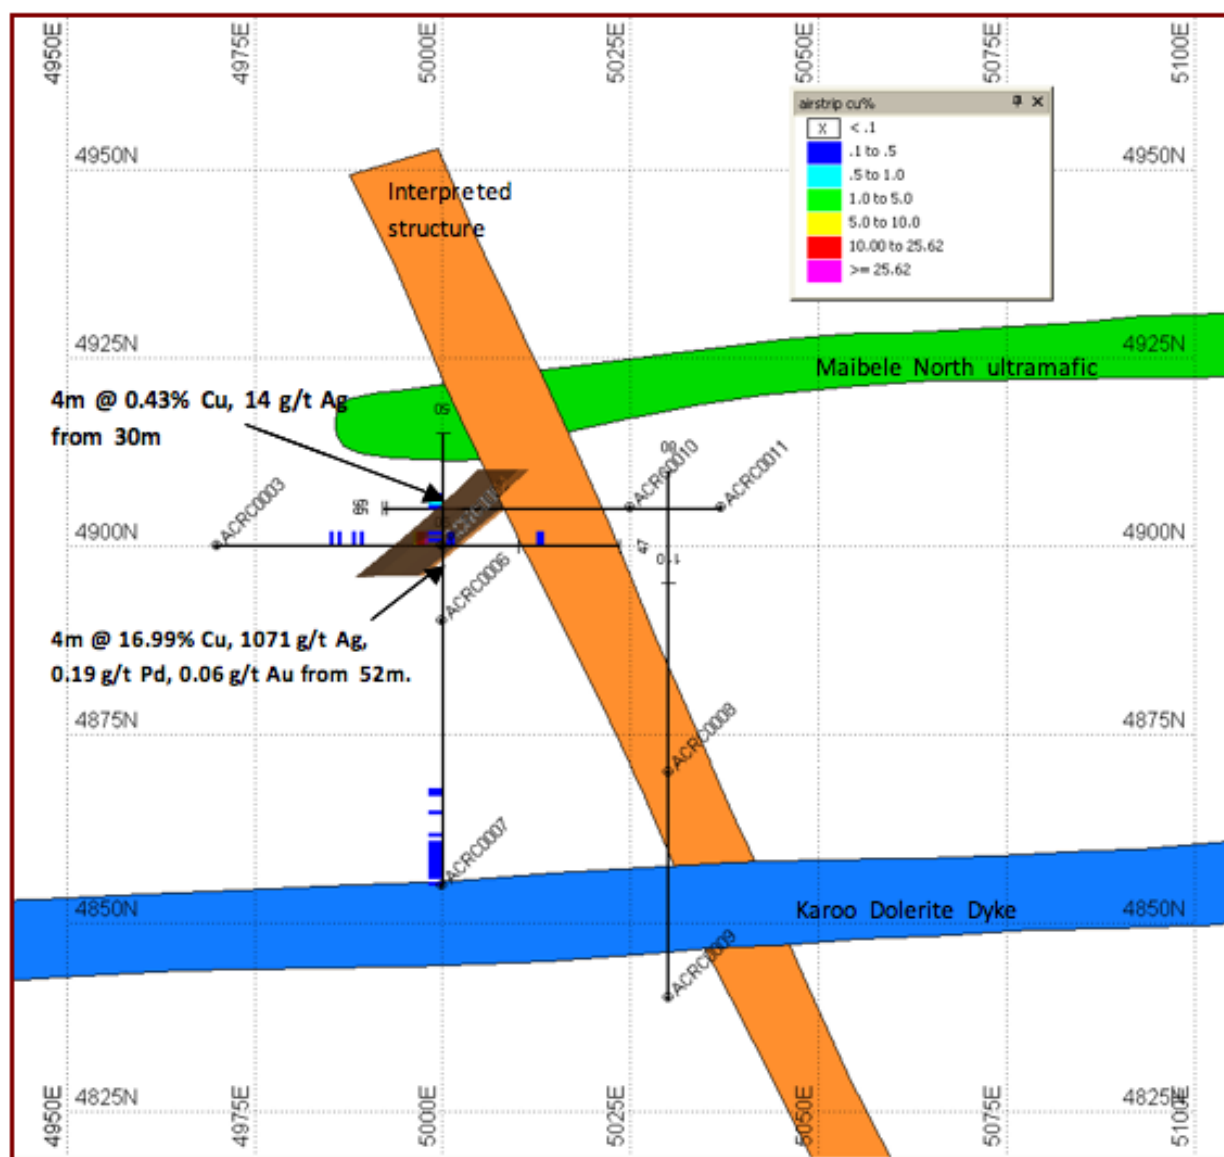 4950E 4975E 5000E 5025E 5050E 5075E 5100E
airstrip cu%
X < .1
.1 to .5
.5 to 1.0
1.0 to 5.0
5.0 to 10.0
10.00 to 25.62
>= 25.62
4950N 4950N
Interpreted
structure
4925N 4925N
Maibele North ultramafic
4m @ 0.43% Cu, 14 g/t Ag
from 30m
50
ACRC0003
ACRC0010
ACRC0011
4900N 4900N
47
ACRC0006
4m @ 16.99% Cu, 1071 g/t Ag,
0.19 g/t Pd, 0.06 g/t Au from 52m.
4875N 4875N
ACRC0008
ACRC0007
4850N 4850N
Karoo Dolerite Dyke
ACRC0009
4825N 4825N
4950E 4975E 5000E 5025E 5050E 5075E 5100E